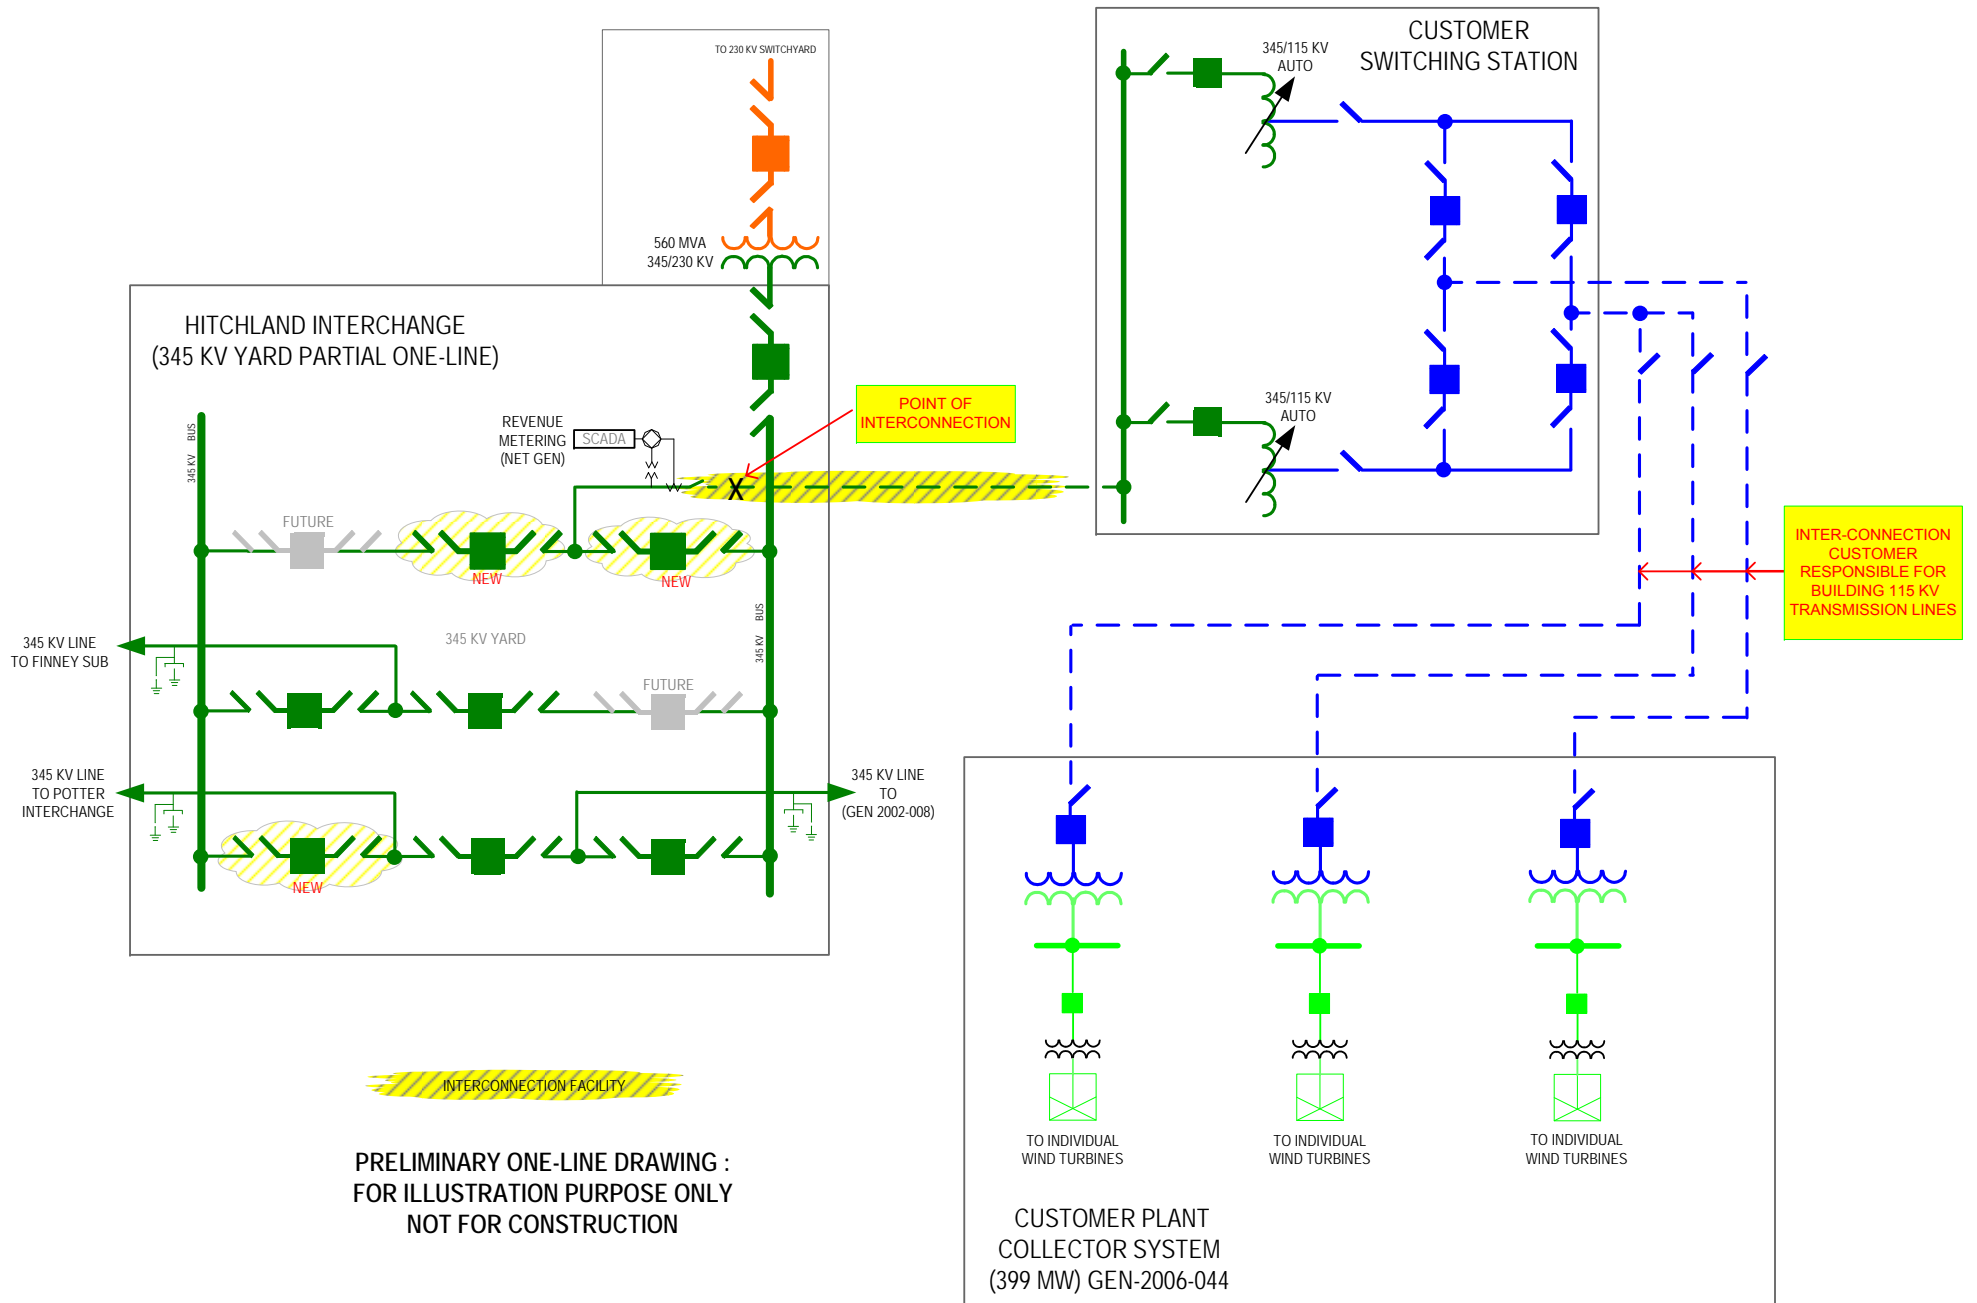 TO 230 KV SWITCHYARD
560 MVA
345/230 KV
HITCHLAND INTERCHANGE
(345 KV YARD PARTIAL ONE-LINE)
345 KV BUS
REVENUE
METERING
(NET GEN)
SCADA
POINT OF
INTERCONNECTION
FUTURE
NEW
NEW
345 KV LINE
TO FINNEY SUB
345 KV YARD
345 KV BUS
FUTURE
345 KV LINE
TO POTTER
INTERCHANGE
345 KV LINE
TO
(GEN 2002-008)
NEW
CUSTOMER
SWITCHING STATION
345/115 KV
AUTO
345/115 KV
AUTO
INTER-CONNECTION
CUSTOMER
RESPONSIBLE FOR
BUILDING 115 KV
TRANSMISSION LINES
TO INDIVIDUAL
WIND TURBINES
TO INDIVIDUAL
WIND TURBINES
TO INDIVIDUAL
WIND TURBINES
CUSTOMER PLANT
COLLECTOR SYSTEM
(399 MW) GEN-2006-044
INTERCONNECTION FACILITY
PRELIMINARY ONE-LINE DRAWING :
FOR ILLUSTRATION PURPOSE ONLY
NOT FOR CONSTRUCTION